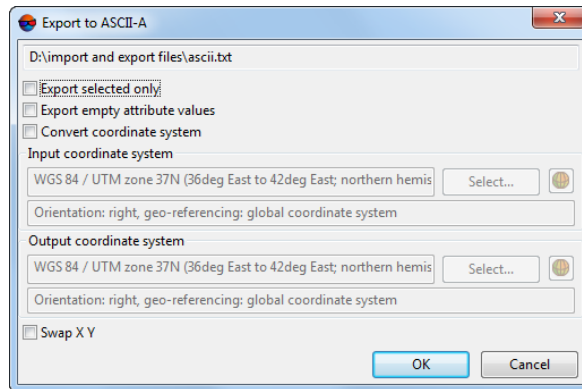 Export to ASCII-A
D:\import and export files\ascii.txt
Export selected only
Export empty attribute values
Convert coordinate system
Input coordinate system
WGS 84 / UTM zone 37N (36deg East to 42deg East; northern hemis
Select...
Orientation: right, geo-referencing: global coordinate system
Output coordinate system
WGS 84 / UTM zone 37N (36deg East to 42deg East; northern hemis
Select...
Orientation: right, geo-referencing: global coordinate system
Swap X Y
OK
Cancel